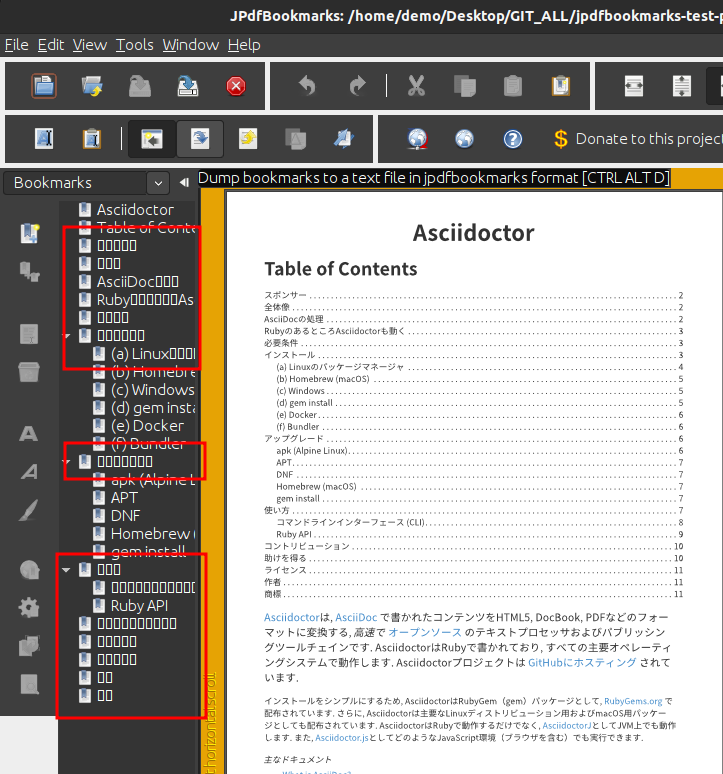 JPdfBookmarks: /home/demo/Desktop/GIT_ALL/jpdfbookmarks-test-p
File Edit View Tools Window Help
Donate to this project
Bookmarks
Dump bookmarks to a text file in jpdfbookmarks format [CTRL ALT D]
Asciidoctor
Table of Conte
AsciiDoc
Ruby As
(a) Linux
(b) Homebre
(c) Windows
(d) gem insta
(e) Docker
(f) Bundler
apk (Alpine L
APT
DNF
Homebrew (
gem install
Ruby API
horizontal scroll
Asciidoctor
Table of Contents
スポンサー 2
全体像 2
AsciiDocの処理 2
RubyのあるところAsciidoctorも動く 3
必要条件 3
インストール 3
(a) Linuxのパッケージマネージャ 4
(b) Homebrew (macOS) 5
(c) Windows 5
(d) gem install 5
(e) Docker 6
(f) Bundler 6
アップグレード 6
apk (Alpine Linux) 6
APT 7
DNF 7
Homebrew (macOS) 7
gem install 7
使い方 7
コマンドラインインターフェース (CLI) 8
Ruby API 9
コントリビューション 10
助けを得る 10
ライセンス 11
作者 11
商標 11
Asciidoctorは, AsciiDoc で書かれたコンテンツをHTML5, DocBook, PDFなどのフォー
マットに変換する, 高速で オープンソース のテキストプロセッサおよびパブリッシン
グツールチェインです. AsciidoctorはRubyで書かれており, すべての主要オペレーティ
ングシステムで動作します. Asciidoctorプロジェクトは GitHubにホスティング されて
います.
インストールをシンプルにするため, AsciidoctorはRubyGem（gem）パッケージとして, RubyGems.org で
配布されています. さらに, Asciidoctorは主要なLinuxディストリビューション用およびmacOS用パッケー
ジとしても配布されています. AsciidoctorはRubyで動作するだけでなく, AsciidoctorJとしてJVM上でも動作
します. また, Asciidoctor.jsとしてどのようなJavaScript環境（ブラウザを含む）でも実行できます.
主なドキュメント